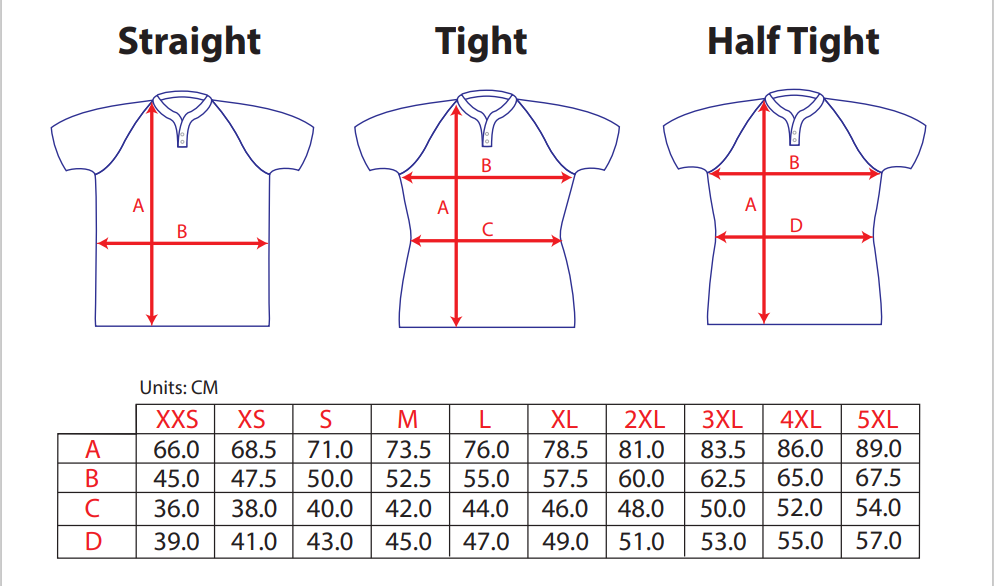 Straight Tight Half Tight
B B
A A A
B C D
Units: CM
XXS XS S M L XL 2XL 3XL 4XL 5XL
A 66.0 68.5 71.0 73.5 76.0 78.5 81.0 83.5 86.0 89.0
B 45.0 47.5 50.0 52.5 55.0 57.5 60.0 62.5 65.0 67.5
C 36.0 38.0 40.0 42.0 44.0 46.0 48.0 50.0 52.0 54.0
D 39.0 41.0 43.0 45.0 47.0 49.0 51.0 53.0 55.0 57.0